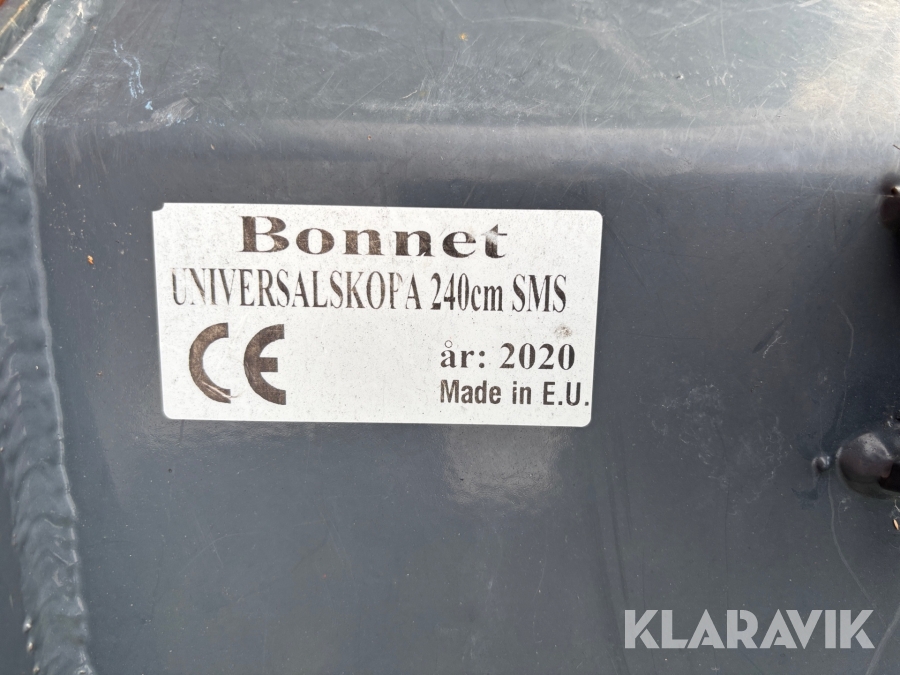 Bonnet
UNIVERSALSKOPA 240cm SMS
CE
år: 2020
Made in E.U.
KLARAVIK